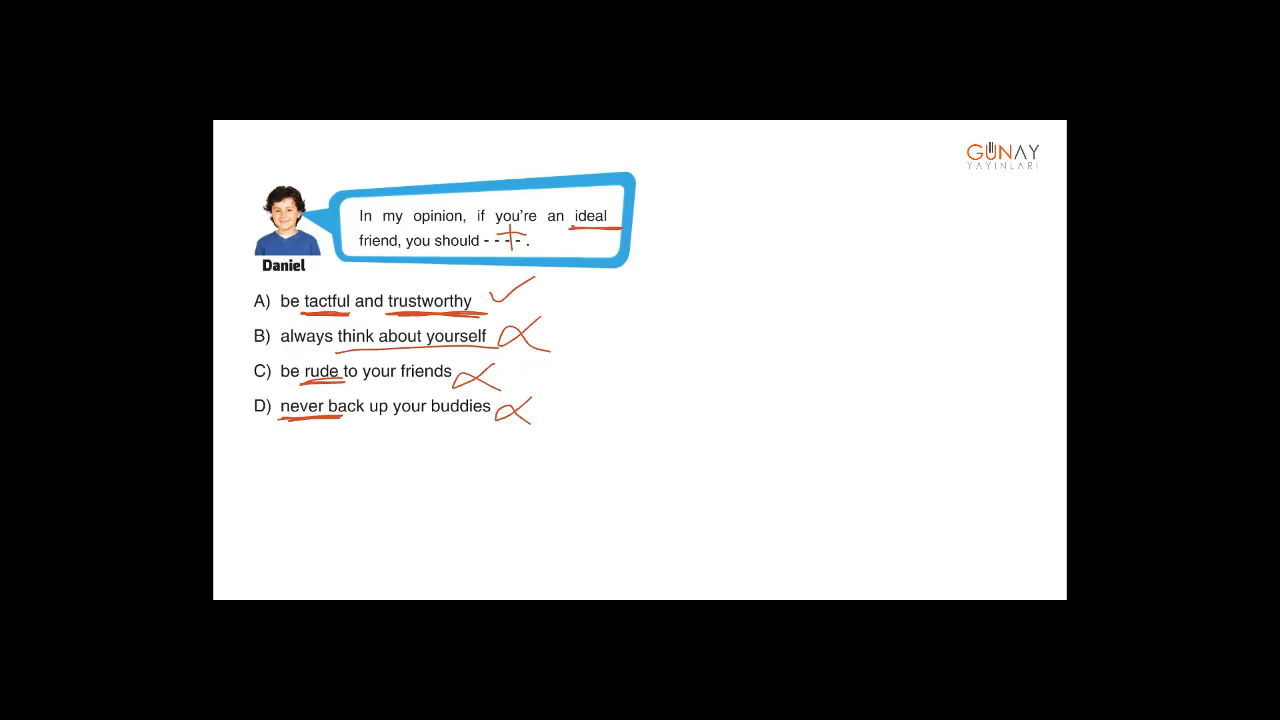 GÜNAY
YAYINLARI
In my opinion, if you're an ideal
friend, you should - - - - .
Daniel
A) be tactful and trustworthy
B) always think about yourself
C) be rude to your friends
D) never back up your buddies